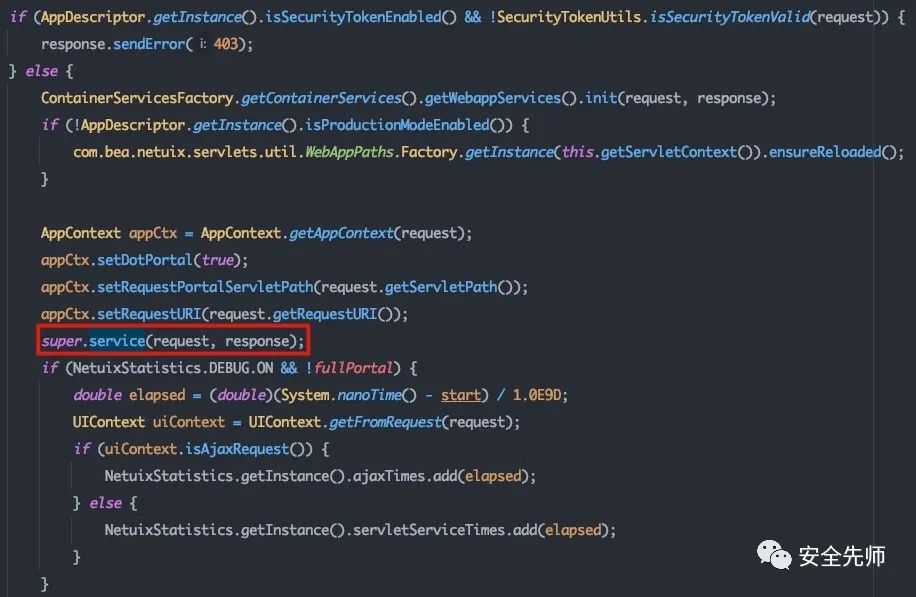 if (AppDescriptor.getInstance().isSecurityTokenEnabled() && !SecurityTokenUtils.isSecurityTokenValid(request)) {
response.sendError( i: 403);
} else {
ContainerServicesFactory.getContainerServices().getWebappServices().init(request, response);
if (!AppDescriptor.getInstance().isProductionModeEnabled()) {
com.bea.netuix.servlets.util.WebAppPaths.Factory.getInstance(this.getServletContext()).ensureReloaded();
}
AppContext appCtx = AppContext.getAppContext(request);
appCtx.setDotPortal(true);
appCtx.setRequestPortalServletPath(request.getServletPath());
appCtx.setRequestURI(request.getRequestURI());
super.service(request, response);
if (NetuixStatistics.DEBUG.ON && !fullPortal) {
double elapsed = (double)(System.nanoTime() - start) / 1.0E9D;
UIContext uiContext = UIContext.getFromRequest(request);
if (uiContext.isAjaxRequest()) {
NetuixStatistics.getInstance().ajaxTimes.add(elapsed);
} else {
NetuixStatistics.getInstance().servletServiceTimes.add(elapsed);
}
}
安全先师